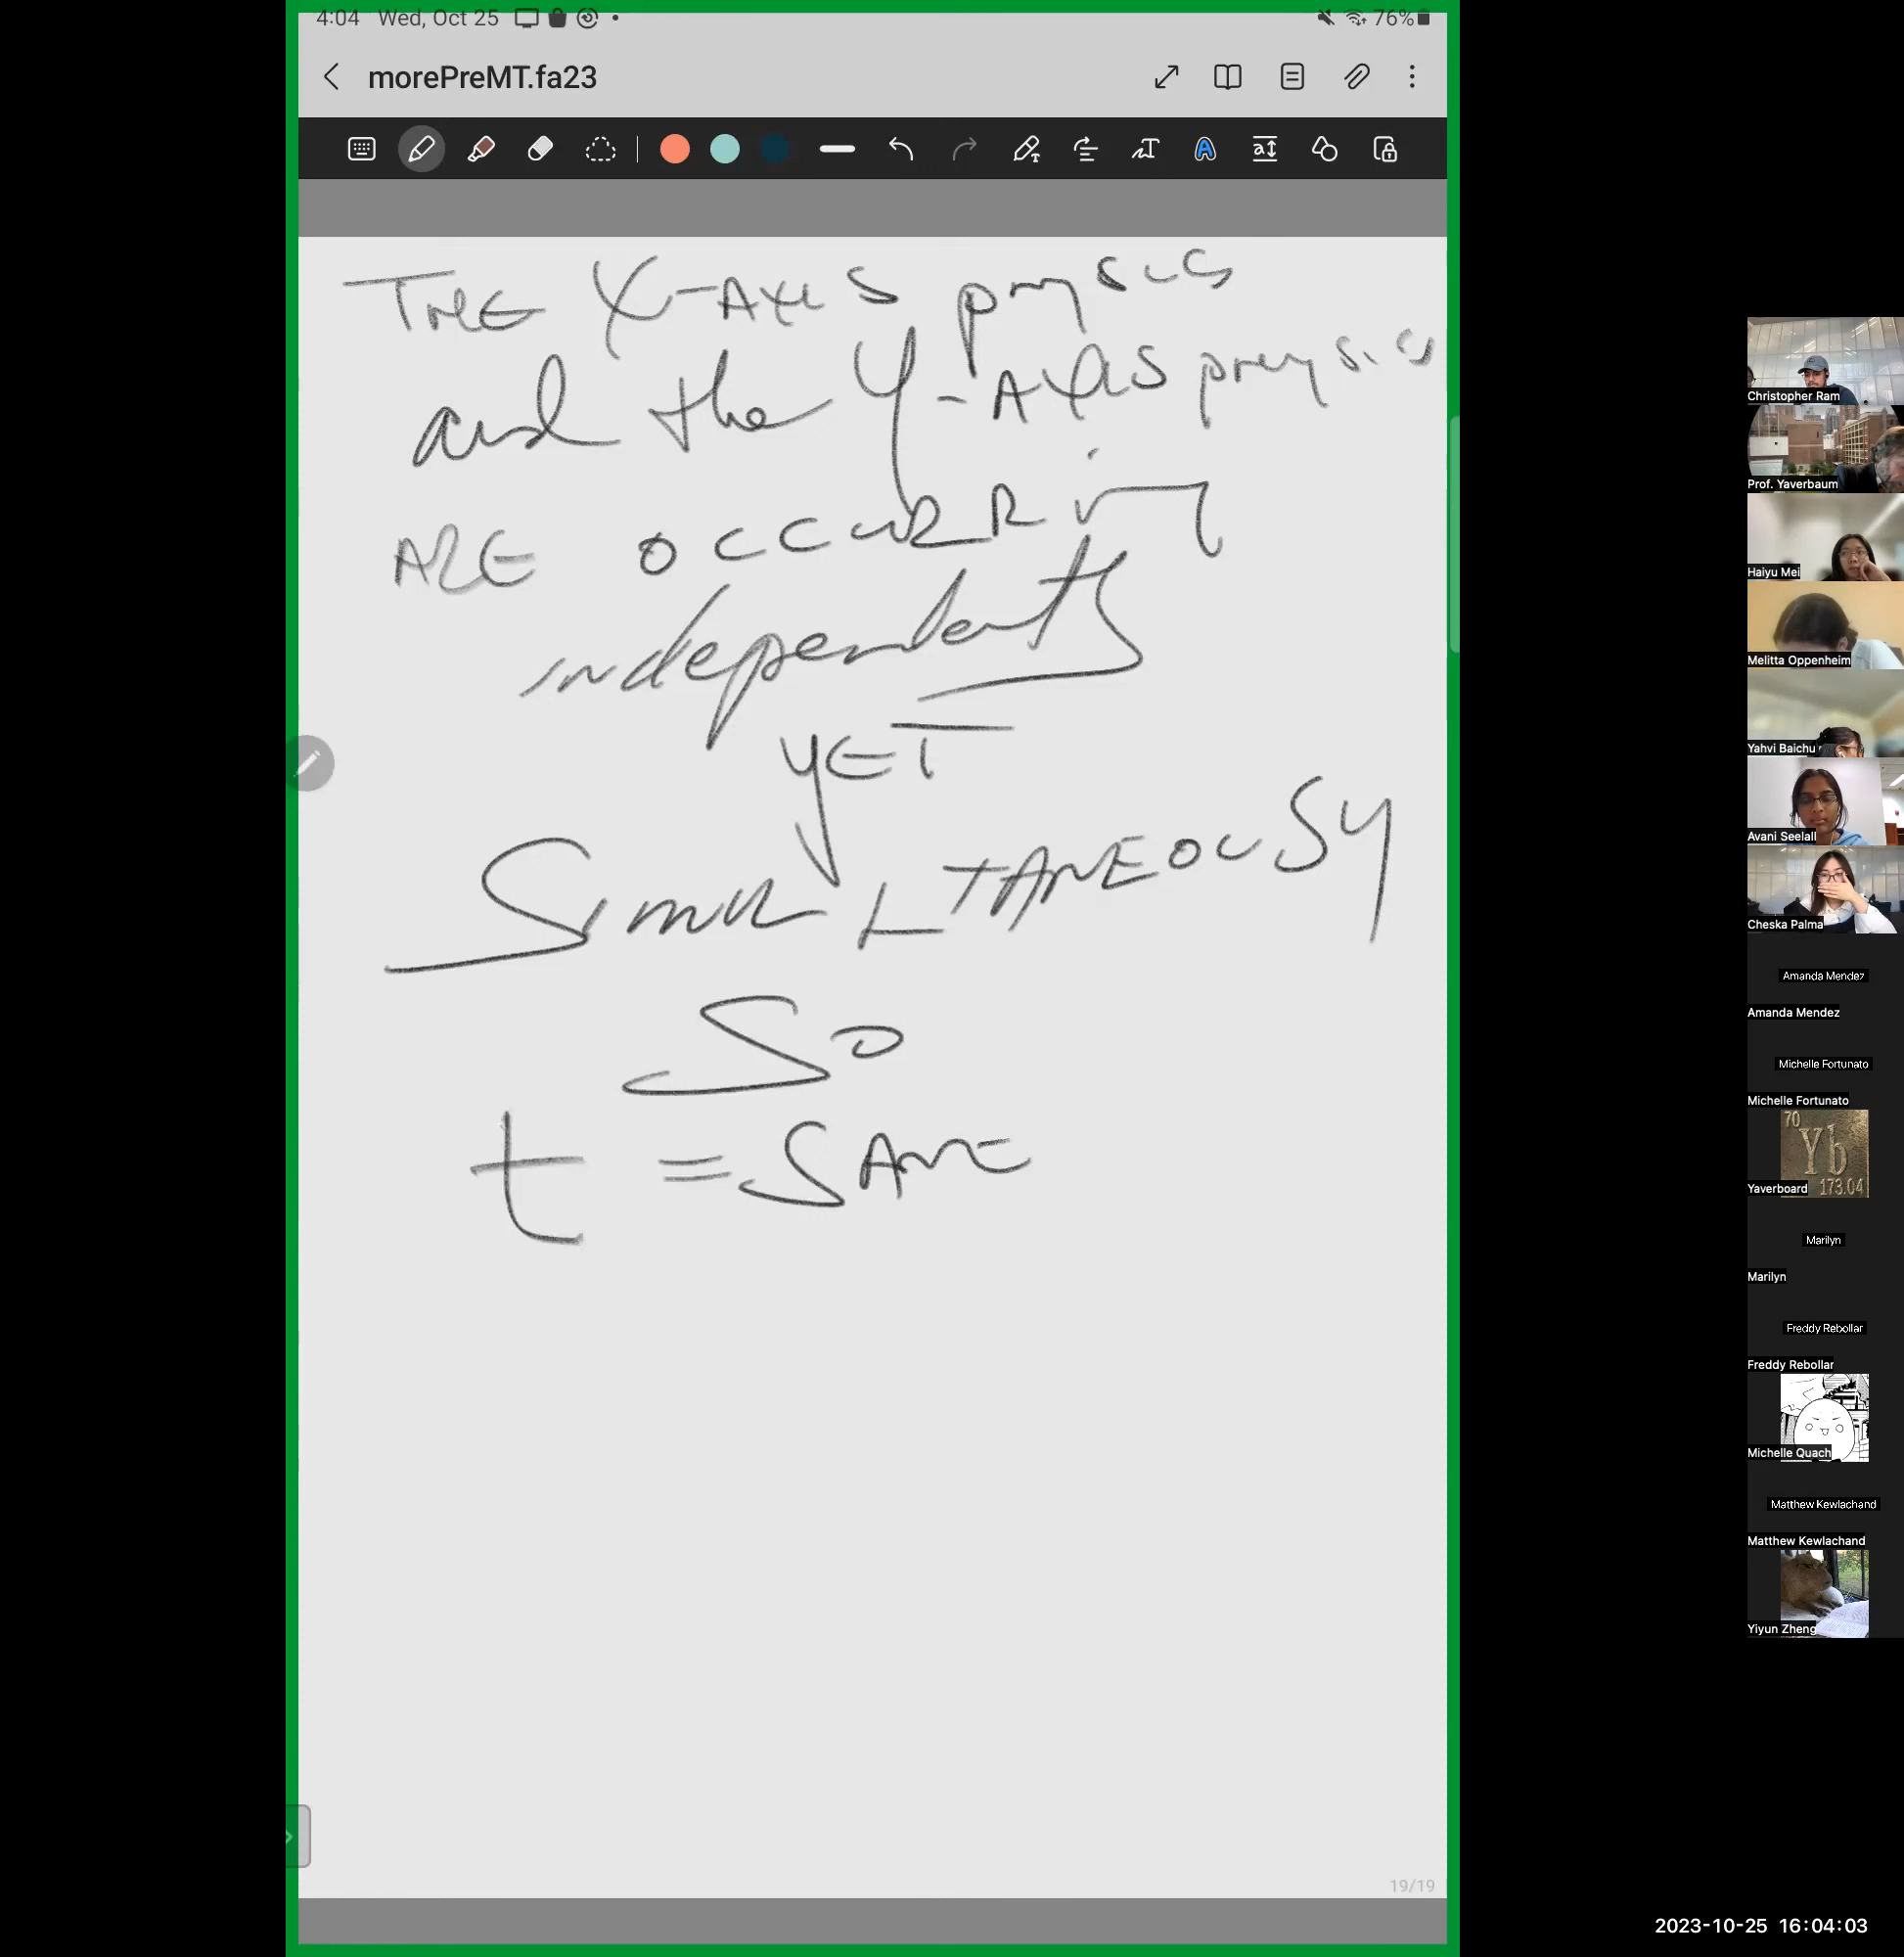 4:04 Wed, Oct 25
76%
morePreMT.fa23
THE X-AXIS physics
and the Y-AXIS physics
ARE OCCURRing
independently
YET
SimuLTANEOUSY
SO
t = SAME
19/19
Christopher Ram
Prof. Yaverbaum
Haiyu Mei
Melitta Oppenheim
Yahvi Baichu
Avani Seelall
Cheska Palma
Amanda Mendez
Amanda Mendez
Michelle Fortunato
Michelle Fortunato
70
Yb
173.04
Yaverboard
Marilyn
Marilyn
Freddy Rebollar
Freddy Rebollar
Michelle Quach
Matthew Kewlachand
Matthew Kewlachand
Yiyun Zheng
2023-10-25 16:04:03